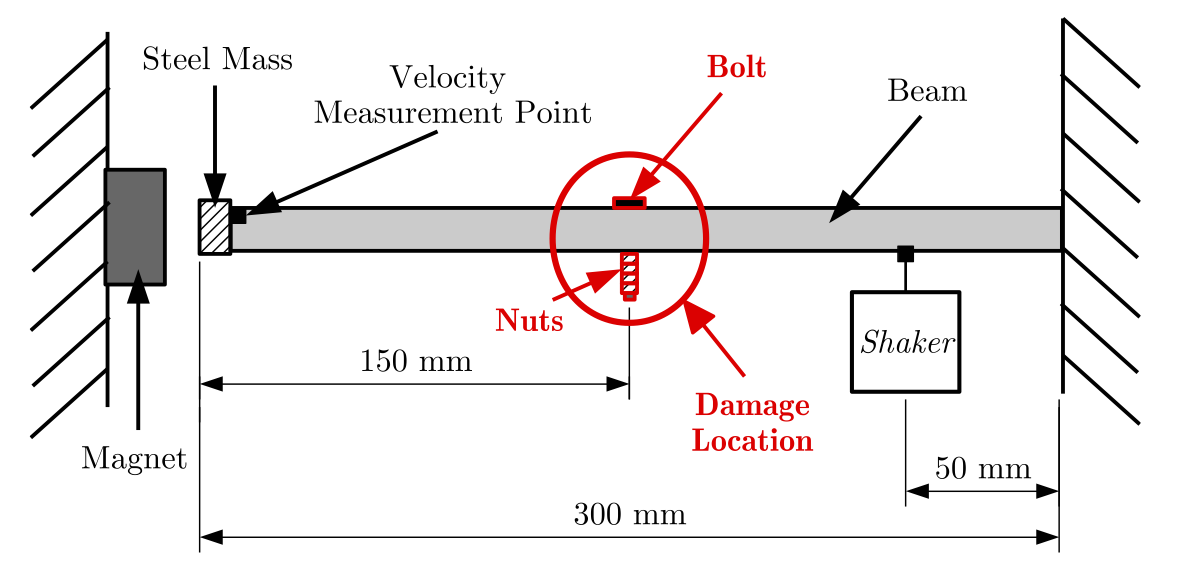 Steel Mass
Velocity
Measurement Point
Bolt
Beam
Nuts
Shaker
150 mm
Damage
Location
Magnet
50 mm
300 mm